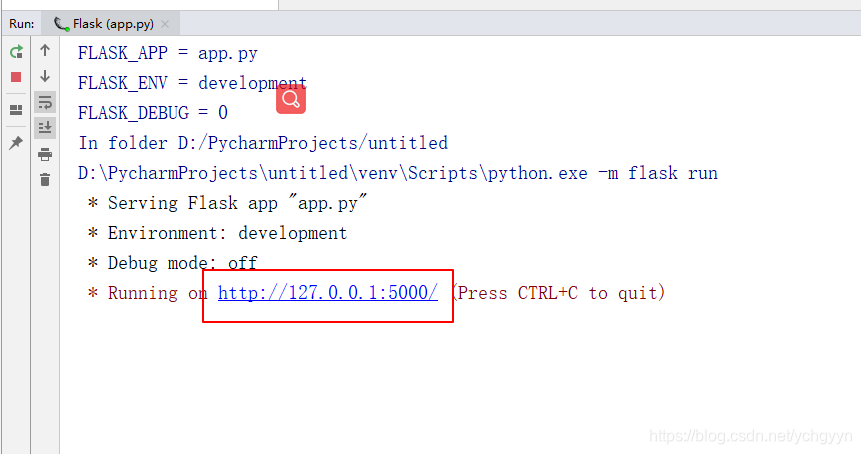 Run: Flask (app.py)
FLASK_APP = app.py
FLASK_ENV = development
FLASK_DEBUG = 0
In folder D:/PycharmProjects/untitled
D:\PycharmProjects\untitled\venv\Scripts\python.exe -m flask run
* Serving Flask app "app.py"
* Environment: development
* Debug mode: off
* Running on http://127.0.0.1:5000/ (Press CTRL+C to quit)
https://blog.csdn.net/ychgyyn